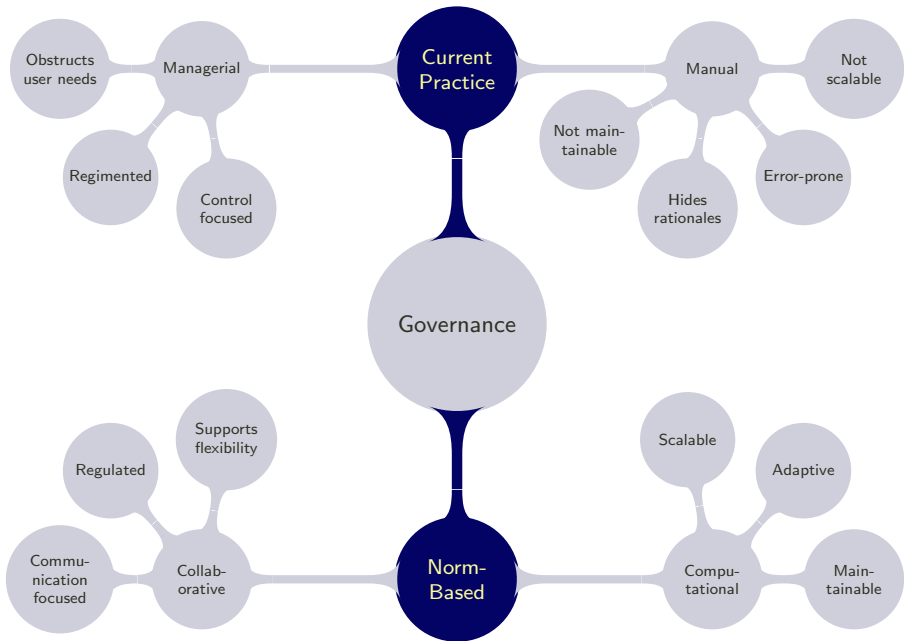 Obstructs
user needs
Managerial
Regimented
Control
focused
Current
Practice
Manual
Not
scalable
Not main-
tainable
Hides
rationales
Error-prone
Governance
Supports
flexibility
Regulated
Commu-
nication
focused
Collab-
orative
Norm-
Based
Scalable
Adaptive
Compu-
tational
Main-
tainable